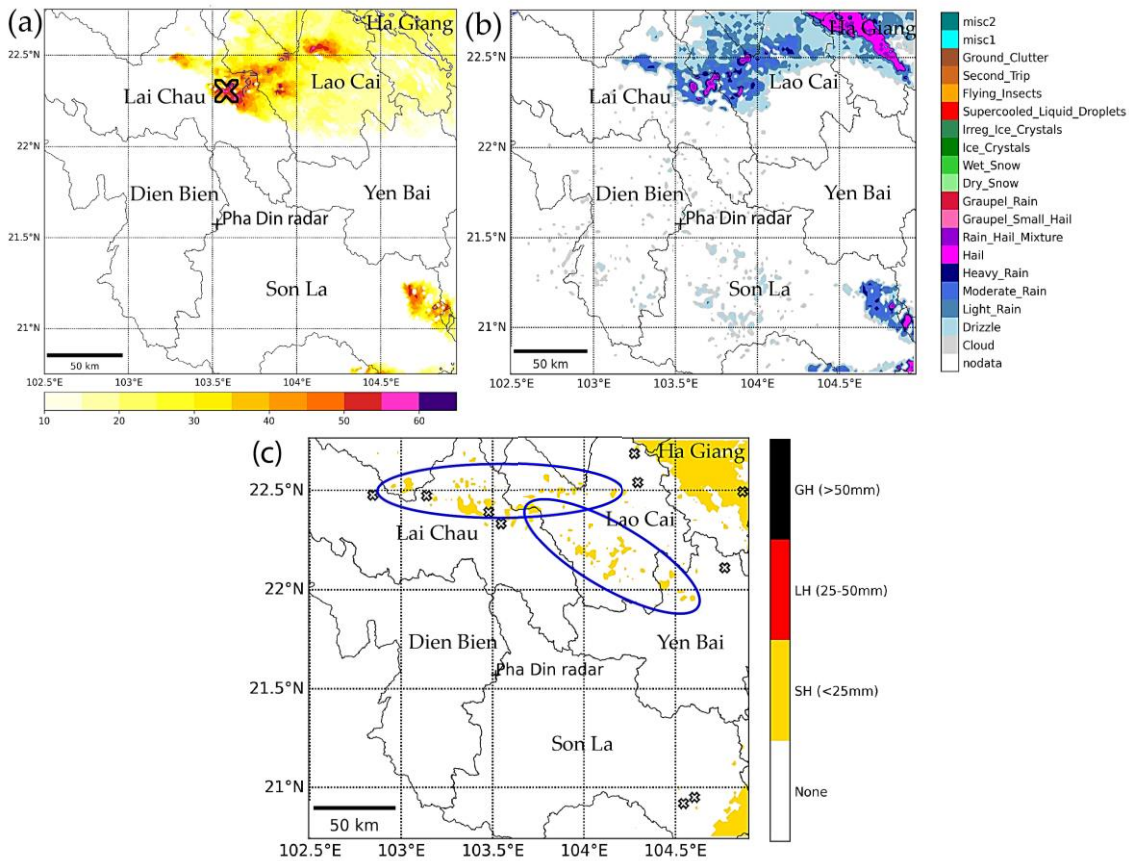 (a)
Ha Giang
22.5°N
Lao Cai
Lai Chau
22°N
Dien Bien
Yen Bai
Pha Din radar
21.5°N
Son La
21°N
50 km
102.5°E 103°E 103.5°E 104°E 104.5°E
10 20 30 40 50 60
(b)
Ha Giang
22.5°N
Lao Cai
Lai Chau
22°N
Dien Bien
Yen Bai
Pha Din radar
21.5°N
Son La
21°N
50 km
102.5°E 103°E 103.5°E 104°E 104.5°E
misc2
misc1
Ground_Clutter
Second_Trip
Flying_Insects
Supercooled_Liquid_Droplets
Irreg_Ice_Crystals
Ice_Crystals
Wet_Snow
Dry_Snow
Graupel_Rain
Graupel_Small_Hail
Rain_Hail_Mixture
Hail
Heavy_Rain
Moderate_Rain
Light_Rain
Drizzle
Cloud
nodata
(c)
Ha Giang
22.5°N
Lao Cai
Lai Chau
22°N
Dien Bien
Yen Bai
Pha Din radar
21.5°N
Son La
21°N
50 km
102.5°E 103°E 103.5°E 104°E 104.5°E
GH (>50mm)
LH (25-50mm)
SH (<25mm)
None